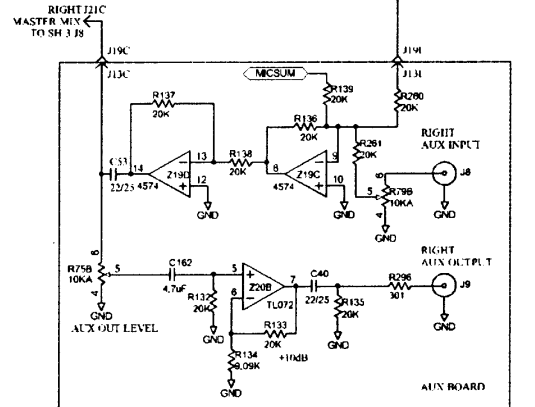 RIGHT J21C
MASTER MIX
TO SH 3 J8
J19C
J13C
J19I
J13I
MICSUM
R137
20K
R139
20K
R260
20K
R136
20K
R138
20K
R261
20K
RIGHT
AUX INPUT
C53
22/25
14
13
12
Z19D
4574
GND
8
9
10
Z19C
4574
GND
6
5
4
R79B
10KA
GND
J8
GND
6
5
4
R75B
10KA
GND
AUX OUT LEVEL
C162
4.7uF
R132
20K
GND
5
6
7
Z20B
TL072
R133
20K
+10dB
R134
9.09K
GND
C40
22/25
R135
20K
GND
R296
301
RIGHT
AUX OUTPUT
J9
GND
AUX BOARD